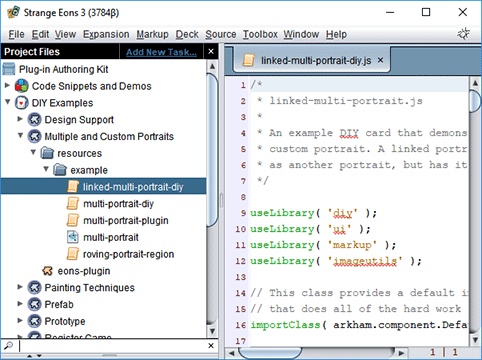 Strange Eons 3 (3784β)
File Edit View Expansion Markup Deck Source Toolbox Window Help
Project Files Add New Task... ×
Plug-in Authoring Kit
Code Snippets and Demos
DIY Examples
Design Support
Multiple and Custom Portraits
resources
example
linked-multi-portrait-diy
multi-portrait-diy
multi-portrait-plugin
multi-portrait
roving-portrait-region
eons-plugin
Painting Techniques
Prefab
Prototype
Register Game
linked-multi-portrait-diy.js ×
1 /*
2 * linked-multi-portrait.js
3 *
4 * An example DIY card that demons
5 * custom portrait. A linked portr
6 * as another portrait, but has it
7 */
8
9 useLibrary( 'diy' );
10 useLibrary( 'ui' );
11 useLibrary( 'markup' );
12 useLibrary( 'imageutils' );
13
14 // This class provides a default i
15 // that does all of the hard work
16 importClass( arkham.component.Defa
17
1 1